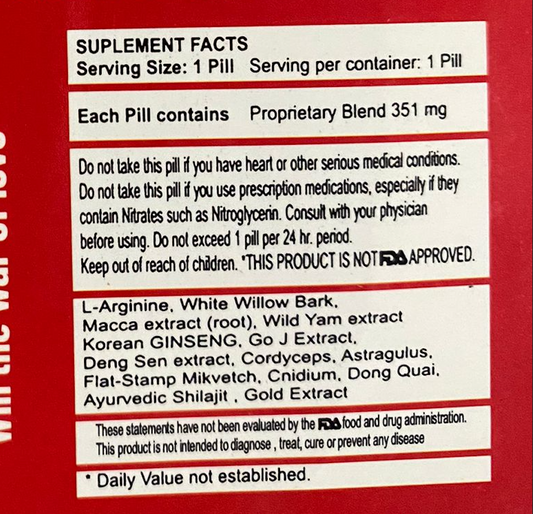 SUPLEMENT FACTS
Serving Size: 1 Pill Serving per container: 1 Pill
Each Pill contains Proprietary Blend 351 mg
Do not take this pill if you have heart or other serious medical conditions.
Do not take this pill if you use prescription medications, especially if they
contain Nitrates such as Nitroglycerin. Consult with your physician
before using. Do not exceed 1 pill per 24 hr. period.
Keep out of reach of children. *THIS PRODUCT IS NOT FDA APPROVED.
L-Arginine, White Willow Bark,
Macca extract (root), Wild Yam extract
Korean GINSENG, Go J Extract,
Deng Sen extract, Cordyceps, Astragulus,
Flat-Stamp Mikvetch, Cnidium, Dong Quai,
Ayurvedic Shilajit , Gold Extract
These statements have not been evaluated by the FDA food and drug administration.
This product is not intended to diagnose , treat, cure or prevent any disease
* Daily Value not established.